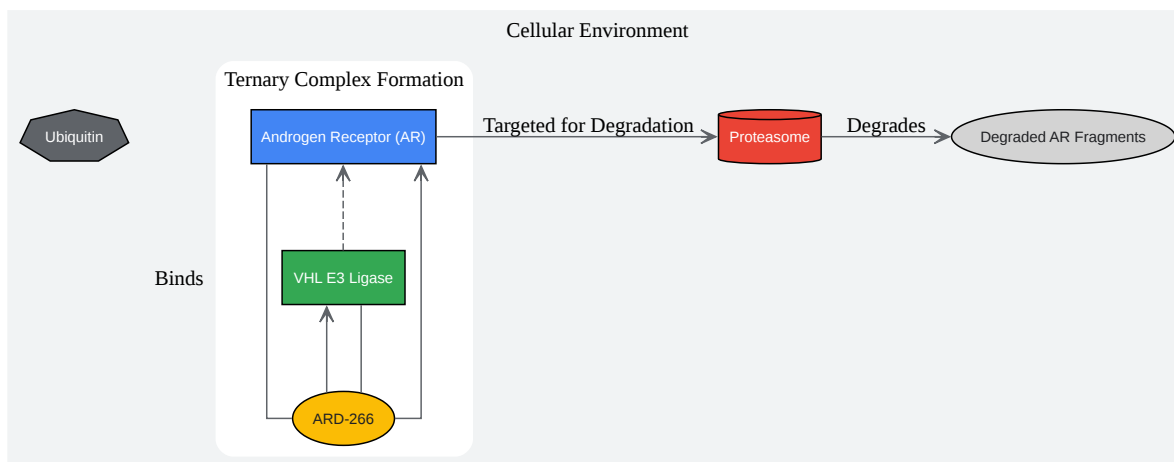 Cellular Environment
Ternary Complex Formation
Ubiquitin
Androgen Receptor (AR)
Targeted for Degradation
Proteasome
Degrades
Degraded AR Fragments
Binds
VHL E3 Ligase
ARD-266